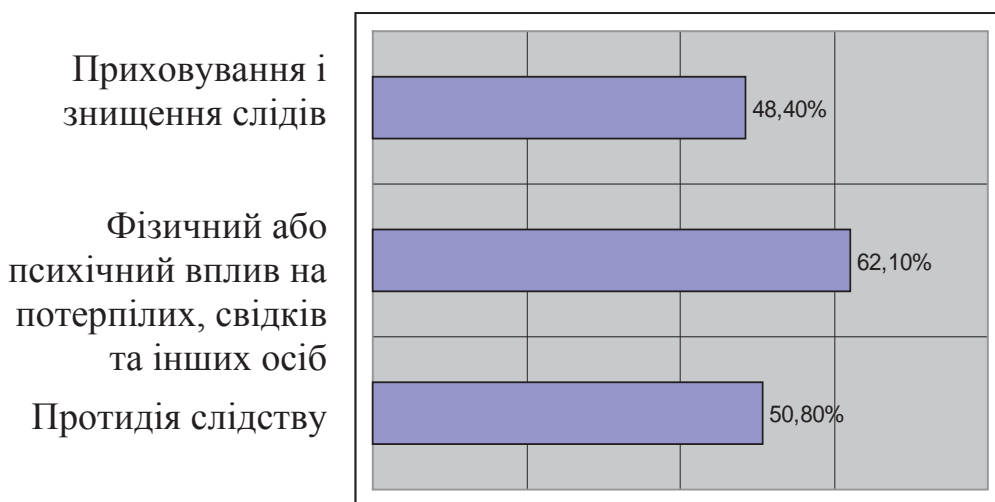 Приховування і
знищення слідів
48,40%
Фізичний або
психічний вплив на
потерпілих, свідків
та інших осіб
62,10%
Протидія слідству
50,80%